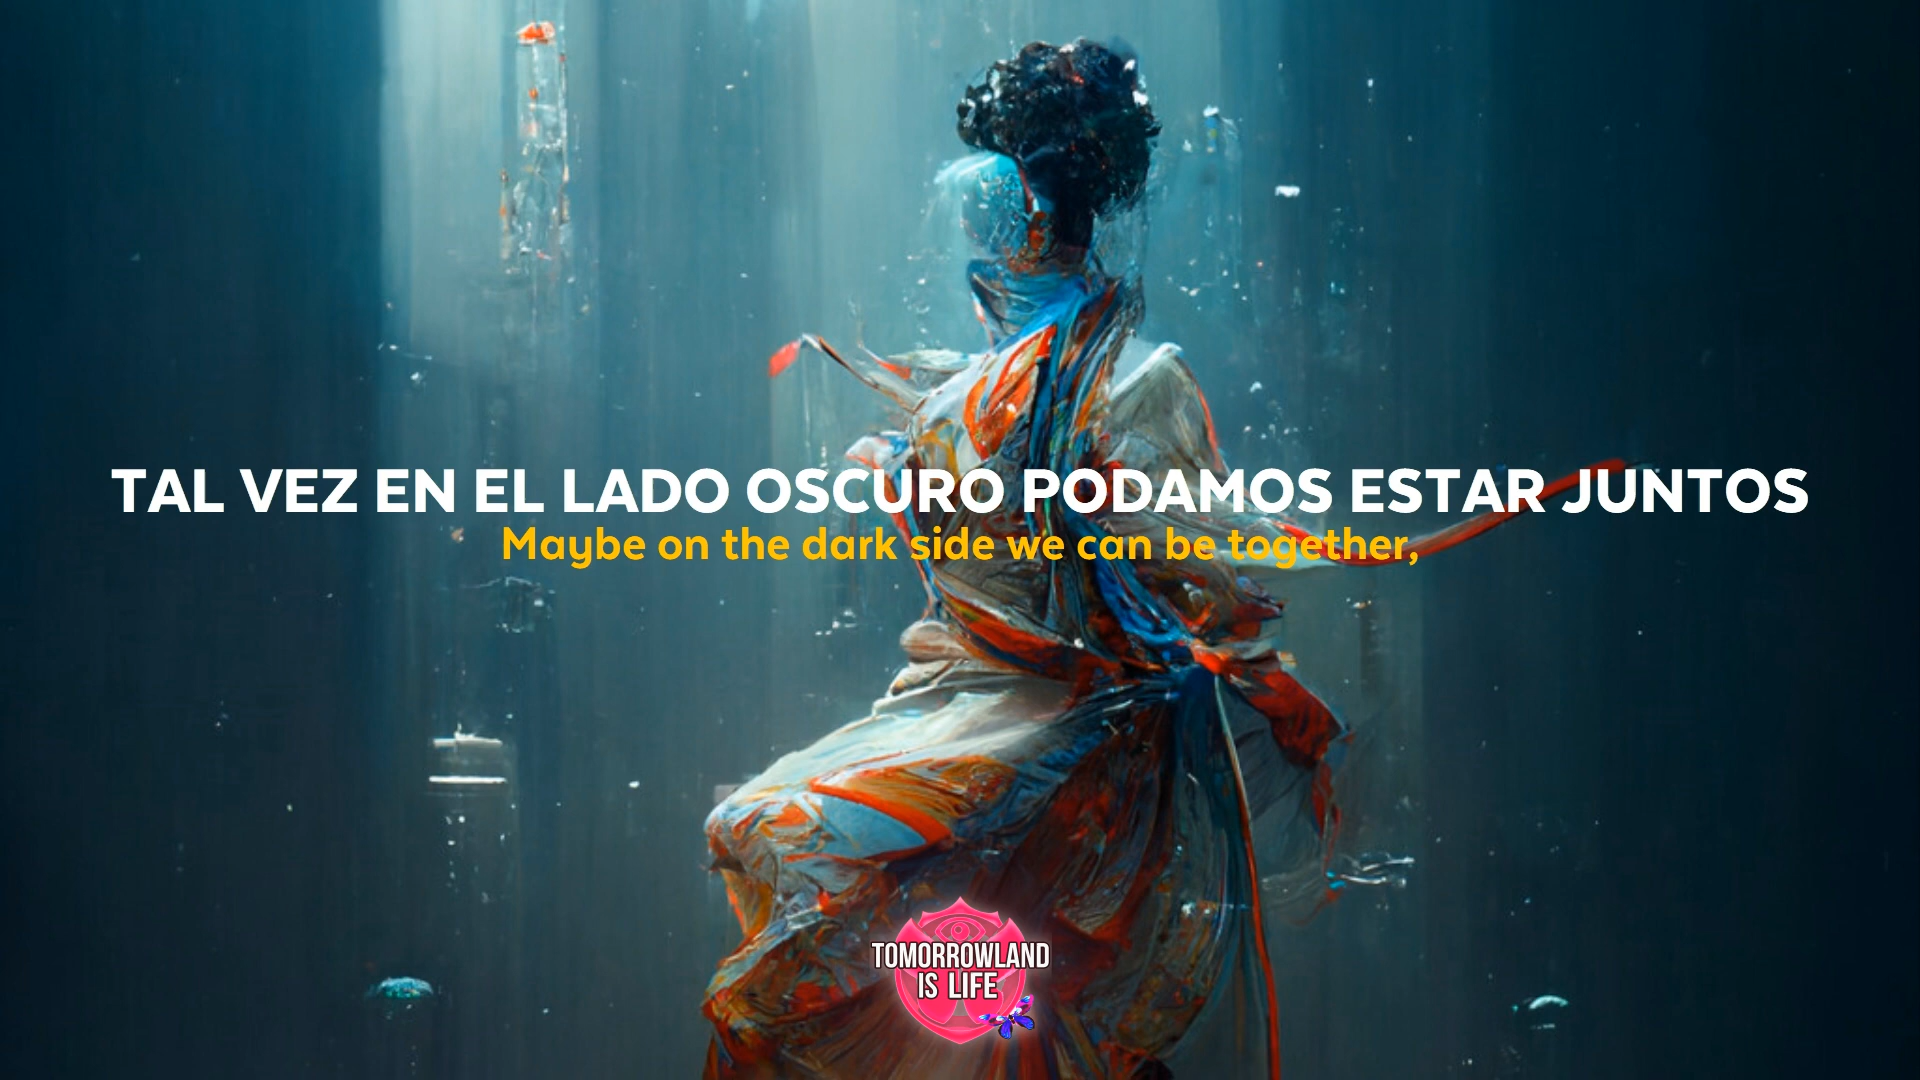 TAL VEZ EN EL LADO OSCURO PODAMOS ESTAR JUNTOS
Maybe on the dark side we can be together,
TOMORROWLAND
IS LIFE